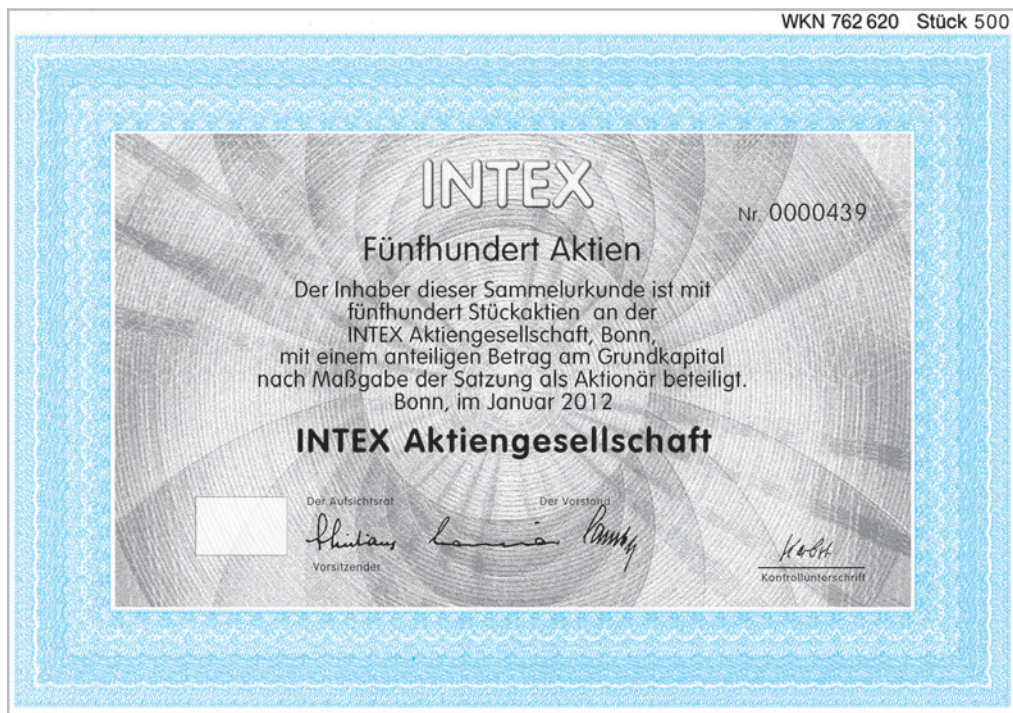 WKN 762 620 Stück 500
INTEX
Nr. 0000439
Fünfhundert Aktien
Der Inhaber dieser Sammelurkunde ist mit
fünfhundert Stückaktien an der
INTEX Aktiengesellschaft, Bonn,
mit einem anteiligen Betrag am Grundkapital
nach Maßgabe der Satzung als Aktionär beteiligt.
Bonn, im Januar 2012
INTEX Aktiengesellschaft
Der Aufsichtsrat
Der Vorstand
Vorsitzender
Kontrollunterschrift